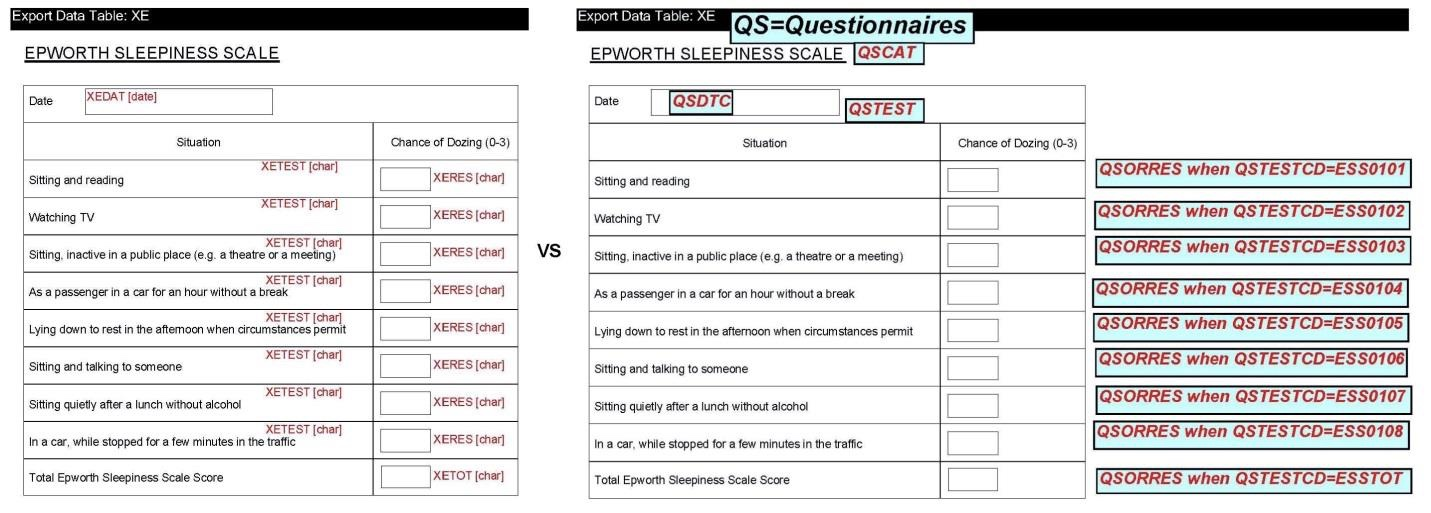 Export Data Table: XE
EPWORTH SLEEPINESS SCALE
Date XEDAT [date]
Situation Chance of Dozing (0-3)
XETEST [char]
Sitting and reading XERES [char]
XETEST [char]
Watching TV XERES [char]
XETEST [char]
Sitting, inactive in a public place (e.g. a theatre or a meeting) XERES [char]
XETEST [char]
As a passenger in a car for an hour without a break XERES [char]
XETEST [char]
Lying down to rest in the afternoon when circumstances permit XERES [char]
XETEST [char]
Sitting and talking to someone XERES [char]
XETEST [char]
Sitting quietly after a lunch without alcohol XERES [char]
XETEST [char]
In a car, while stopped for a few minutes in the traffic XERES [char]
Total Epworth Sleepiness Scale Score XETOT [char]
VS
Export Data Table: XE
QS=Questionnaires
EPWORTH SLEEPINESS SCALE QSCAT
Date QSDTC QSTEST
Situation Chance of Dozing (0-3)
Sitting and reading QSORRES when QSTESTCD=ESS0101
Watching TV QSORRES when QSTESTCD=ESS0102
Sitting, inactive in a public place (e.g. a theatre or a meeting) QSORRES when QSTESTCD=ESS0103
As a passenger in a car for an hour without a break QSORRES when QSTESTCD=ESS0104
Lying down to rest in the afternoon when circumstances permit QSORRES when QSTESTCD=ESS0105
Sitting and talking to someone QSORRES when QSTESTCD=ESS0106
Sitting quietly after a lunch without alcohol QSORRES when QSTESTCD=ESS0107
In a car, while stopped for a few minutes in the traffic QSORRES when QSTESTCD=ESS0108
Total Epworth Sleepiness Scale Score QSORRES when QSTESTCD=ESSTOT